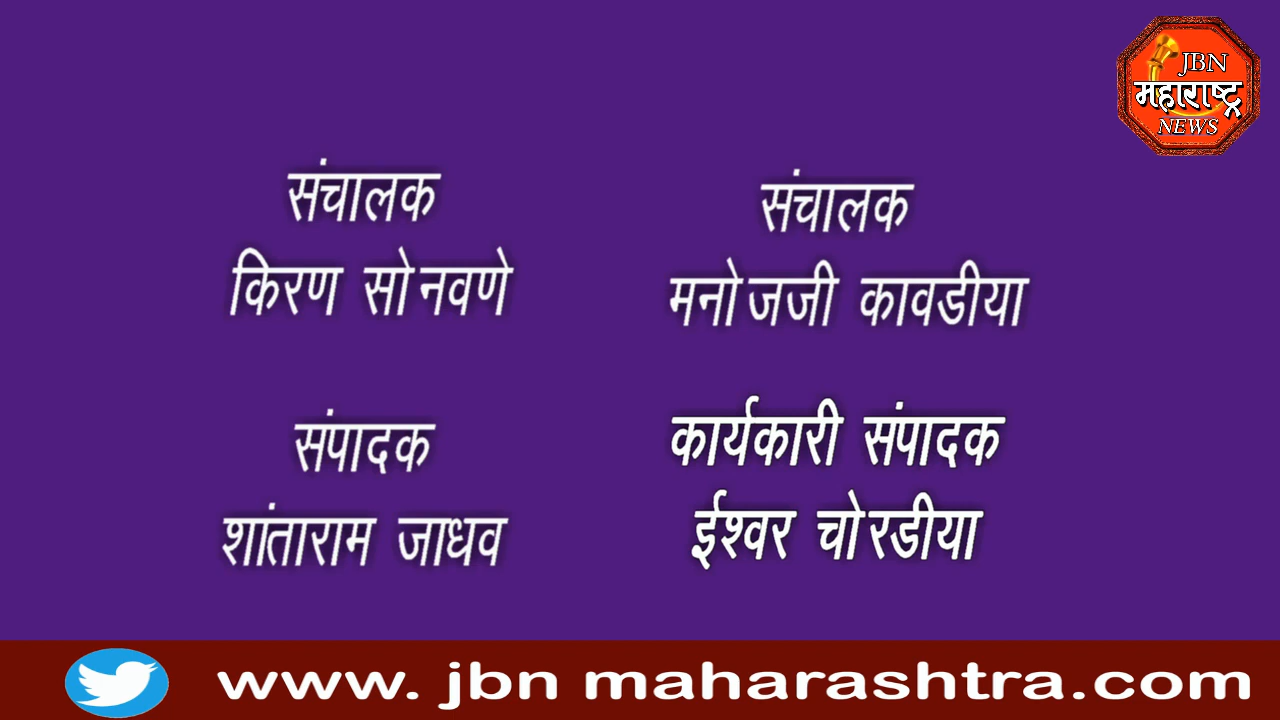 JBN
महाराष्ट्र
NEWS
संचालक
किरण सोनवणे
संचालक
मनोजजी कावडीया
संपादक
शांताराम जाधव
कार्यकारी संपादक
ईश्वर चोरडीया
www. jbn maharashtra.com